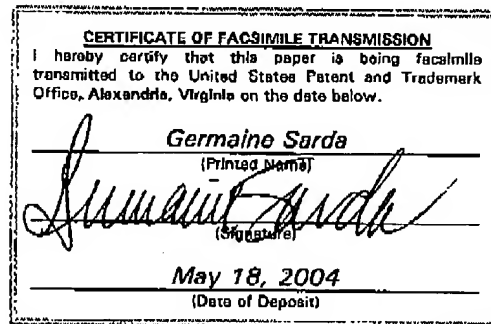 CERTIFICATE OF FACSIMILE TRANSMISSION
I hereby certify that this paper is being facsimile
transmitted to the United States Patent and Trademark
Office, Alexandria, Virginia on the date below.
Germaine Sarda
(Printed Name)
Germaine Sarda
(Signature)
May 18, 2004
(Date of Deposit)